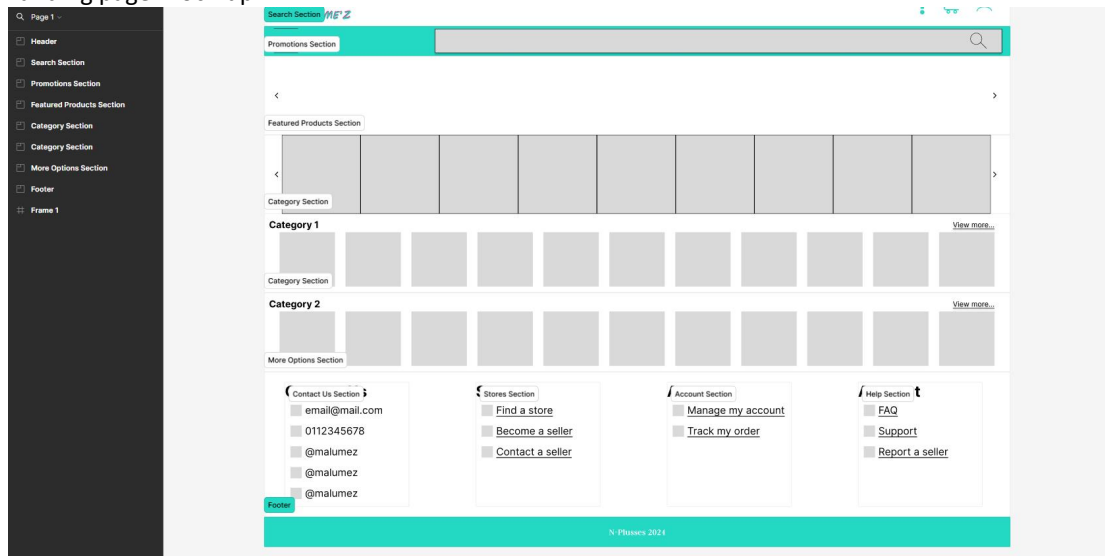 Page 1
Header
Search Section
Promotions Section
Featured Products Section
Category Section
Category Section
More Options Section
Footer
Frame 1
Search Section ME'Z
Promotions Section
Featured Products Section
Category Section
Category 1 View more...
Category Section
Category 2 View more...
More Options Section
Contact Us Section
email@mail.com
0112345678
@malumez
@malumez
@malumez
Stores Section
Find a store
Become a seller
Contact a seller
Account Section
Manage my account
Track my order
Help Section
FAQ
Support
Report a seller
Footer
N-Plusses 2024